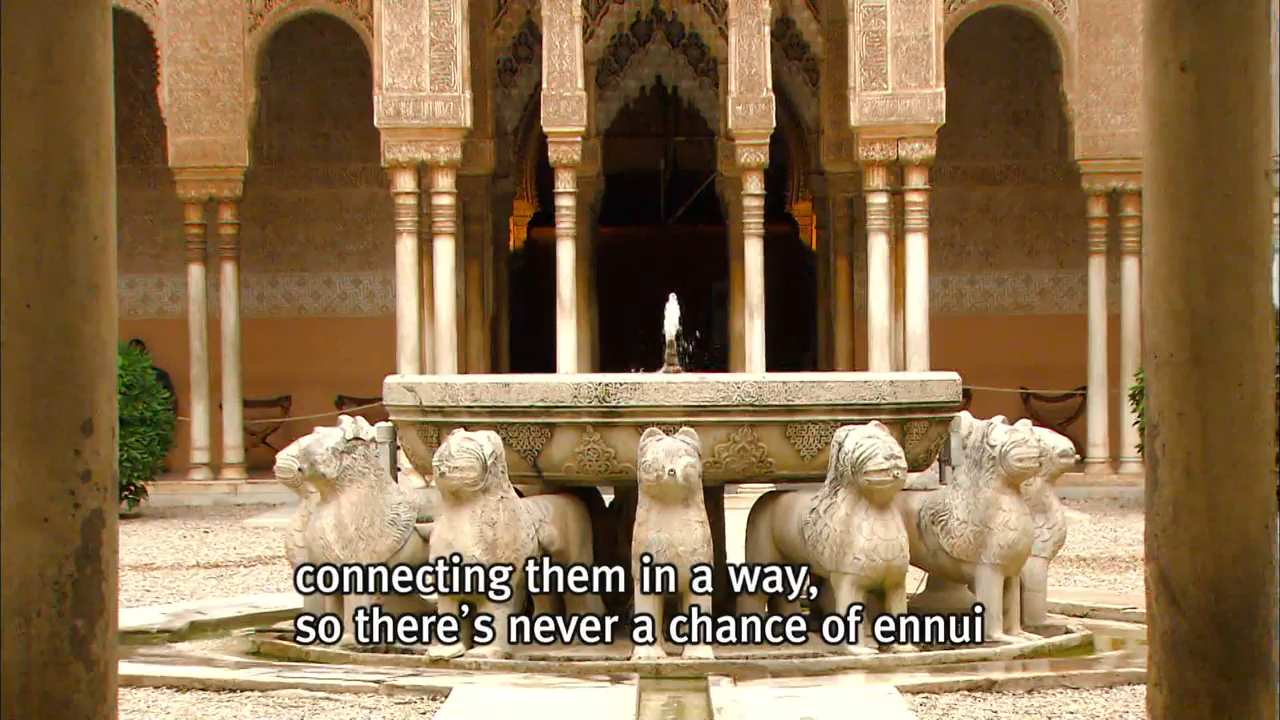 connecting them in a way,
so there's never a chance of ennui